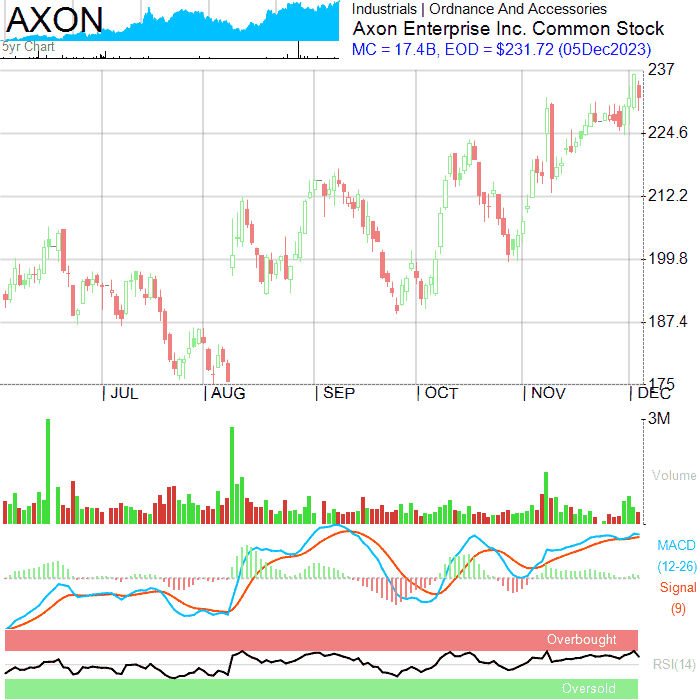 AXON
Industrials | Ordnance And Accessories
Axon Enterprise Inc. Common Stock
MC = 17.4B, EOD = $231.72 (05Dec2023)
5yr Chart
237
224.6
212.2
199.8
187.4
175
| JUL | AUG | SEP | OCT | NOV | DEC
3M
Volume
MACD
(12-26)
Signal
(9)
Overbought
RSI(14)
Oversold